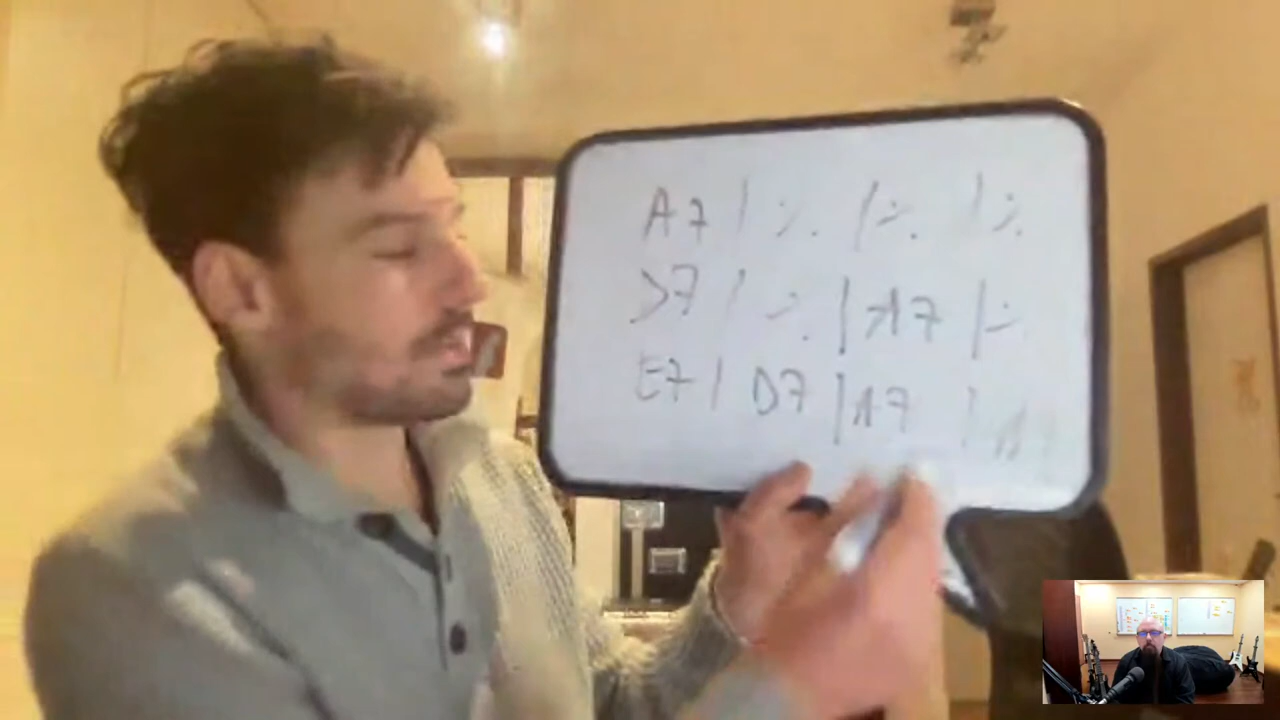 A7 | ٪ | ٪ | ٪
D7 | ٪ | A7 | ٪
E7 | D7 | A7 |